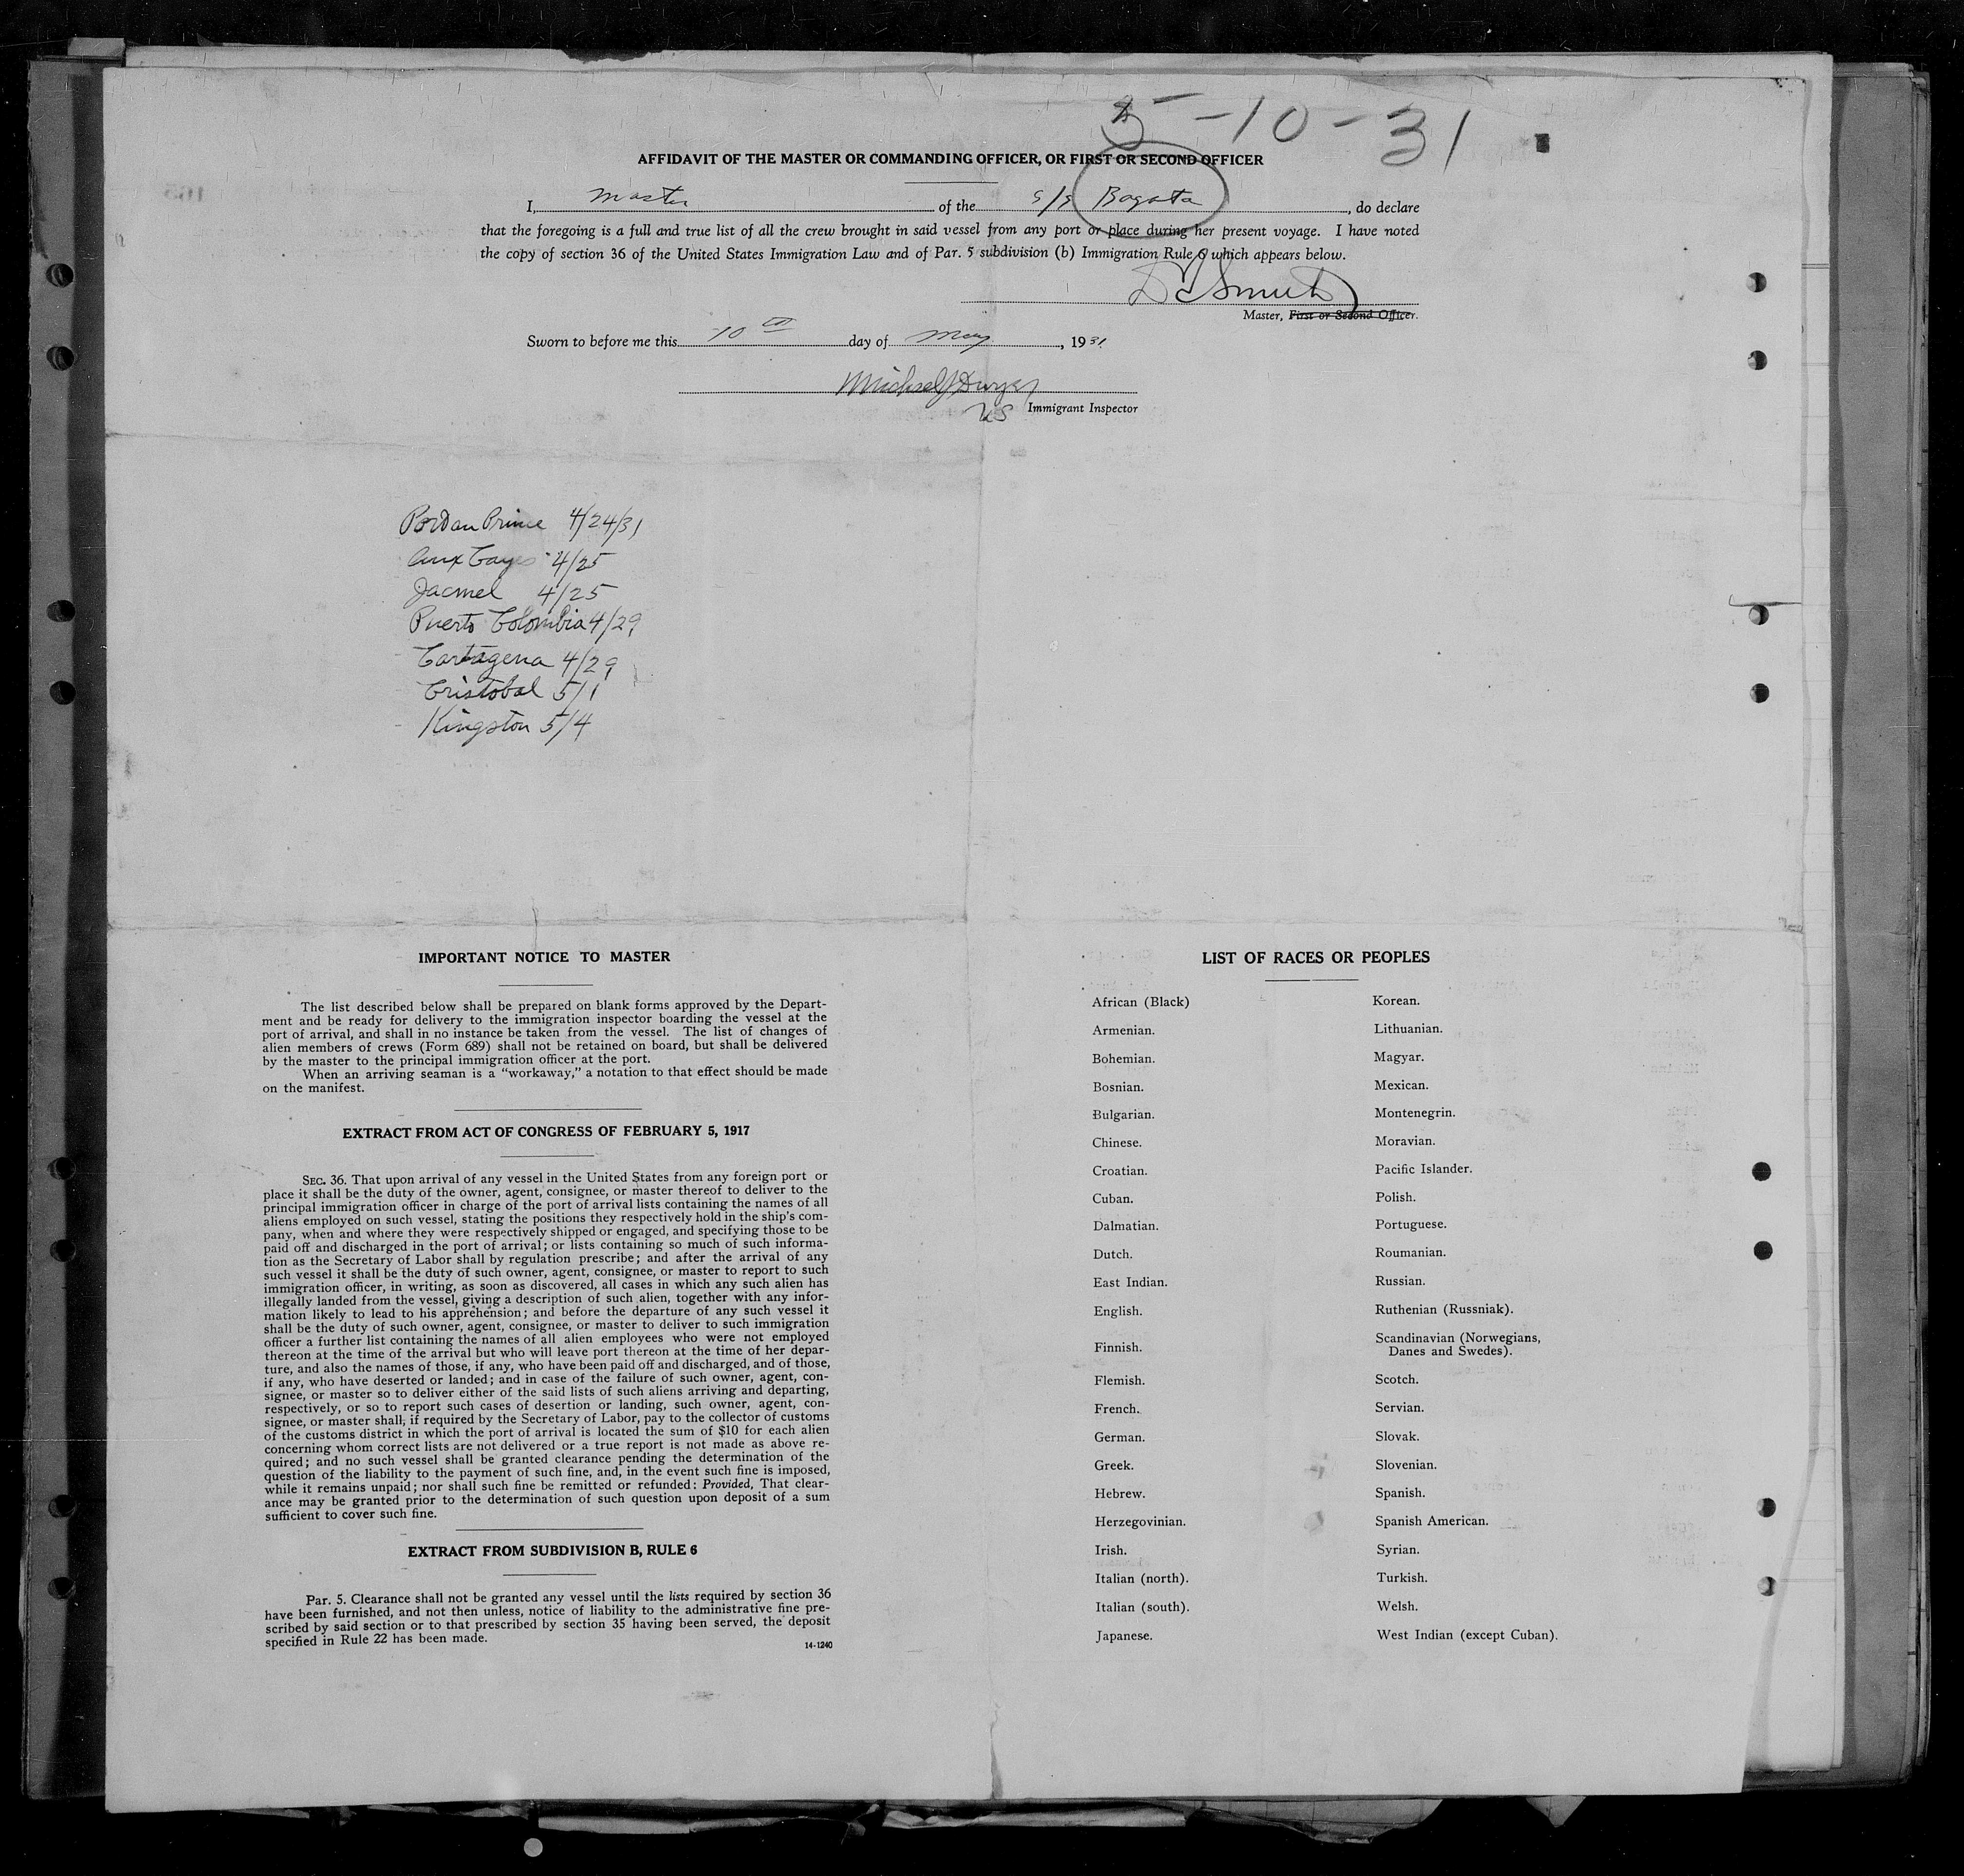 5-10-31
AFFIDAVIT OF THE MASTER OR COMMANDING OFFICER, OR FIRST OR SECOND OFFICER
I, Master of the S/S Bogota, do declare
that the foregoing is a full and true list of all the crew brought in said vessel from any port or place during her present voyage. I have noted
the copy of section 36 of the United States Immigration Law and of Par. 5 subdivision (b) Immigration Rule 6 which appears below.
Smith
Master, First or Second Officer.
Sworn to before me this 10th day of May, 1931
Michael J Dwyer
US Immigrant Inspector
Port au Prince 4/24/31
Aux Cayes 4/25
Jacmel 4/25
Puerto Colombia 4/29
Cartagena 4/29
Cristobal 5/1
Kingston 5/4
IMPORTANT NOTICE TO MASTER
The list described below shall be prepared on blank forms approved by the Depart-
ment and be ready for delivery to the immigration inspector boarding the vessel at the
port of arrival, and shall in no instance be taken from the vessel. The list of changes of
alien members of crews (Form 689) shall not be retained on board, but shall be delivered
by the master to the principal immigration officer at the port.
When an arriving seaman is a “workaway,” a notation to that effect should be made
on the manifest.
EXTRACT FROM ACT OF CONGRESS OF FEBRUARY 5, 1917
SEC. 36. That upon arrival of any vessel in the United States from any foreign port or
place it shall be the duty of the owner, agent, consignee, or master thereof to deliver to the
principal immigration officer in charge of the port of arrival lists containing the names of all
aliens employed on such vessel, stating the positions they respectively hold in the ship's com-
pany, when and where they were respectively shipped or engaged, and specifying those to be
paid off and discharged in the port of arrival; or lists containing so much of such informa-
tion as the Secretary of Labor shall by regulation prescribe; and after the arrival of any
such vessel it shall be the duty of such owner, agent, consignee, or master to report to such
immigration officer, in writing, as soon as discovered, all cases in which any such alien has
illegally landed from the vessel, giving a description of such alien, together with any infor-
mation likely to lead to his apprehension; and before the departure of any such vessel it
shall be the duty of such owner, agent, consignee, or master to deliver to such immigration
officer a further list containing the names of all alien employees who were not employed
thereon at the time of the arrival but who will leave port thereon at the time of her depar-
ture, and also the names of those, if any, who have been paid off and discharged, and of those,
if any, who have deserted or landed; and in case of the failure of such owner, agent, con-
signee, or master so to deliver either of the said lists of such aliens arriving and departing,
respectively, or so to report such cases of desertion or landing, such owner, agent, con-
signee, or master shall, if required by the Secretary of Labor, pay to the collector of customs
of the customs district in which the port of arrival is located the sum of $10 for each alien
concerning whom correct lists are not delivered or a true report is not made as above re-
quired; and no such vessel shall be granted clearance pending the determination of the
question of the liability to the payment of such fine, and, in the event such fine is imposed,
while it remains unpaid; nor shall such fine be remitted or refunded: Provided, That clear-
ance may be granted prior to the determination of such question upon deposit of a sum
sufficient to cover such fine.
EXTRACT FROM SUBDIVISION B, RULE 6
Par. 5. Clearance shall not be granted any vessel until the lists required by section 36
have been furnished, and not then unless, notice of liability to the administrative fine pre-
scribed by said section or to that prescribed by section 35 having been served, the deposit
specified in Rule 22 has been made.
14-1240
LIST OF RACES OR PEOPLES
African (Black)
Armenian.
Bohemian.
Bosnian.
Bulgarian.
Chinese.
Croatian.
Cuban.
Dalmatian.
Dutch.
East Indian.
English.
Finnish.
Flemish.
French.
German.
Greek.
Hebrew.
Herzegovinian.
Irish.
Italian (north).
Italian (south).
Japanese.
Korean.
Lithuanian.
Magyar.
Mexican.
Montenegrin.
Moravian.
Pacific Islander.
Polish.
Portuguese.
Roumanian.
Russian.
Ruthenian (Russniak).
Scandinavian (Norwegians,
Danes and Swedes).
Scotch.
Servian.
Slovak.
Slovenian.
Spanish.
Spanish American.
Syrian.
Turkish.
Welsh.
West Indian (except Cuban).